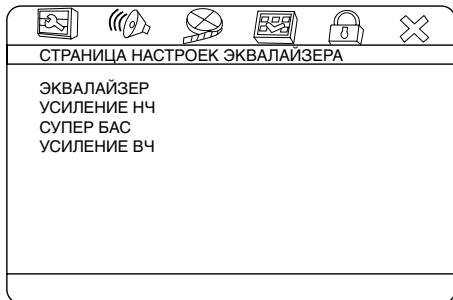 СТРАНИЦА НАСТРОЕК ЭКВАЛАЙЗЕРА
ЭКВАЛАЙЗЕР
УСИЛЕНИЕ НЧ
СУПЕР БАС
УСИЛЕНИЕ ВЧ